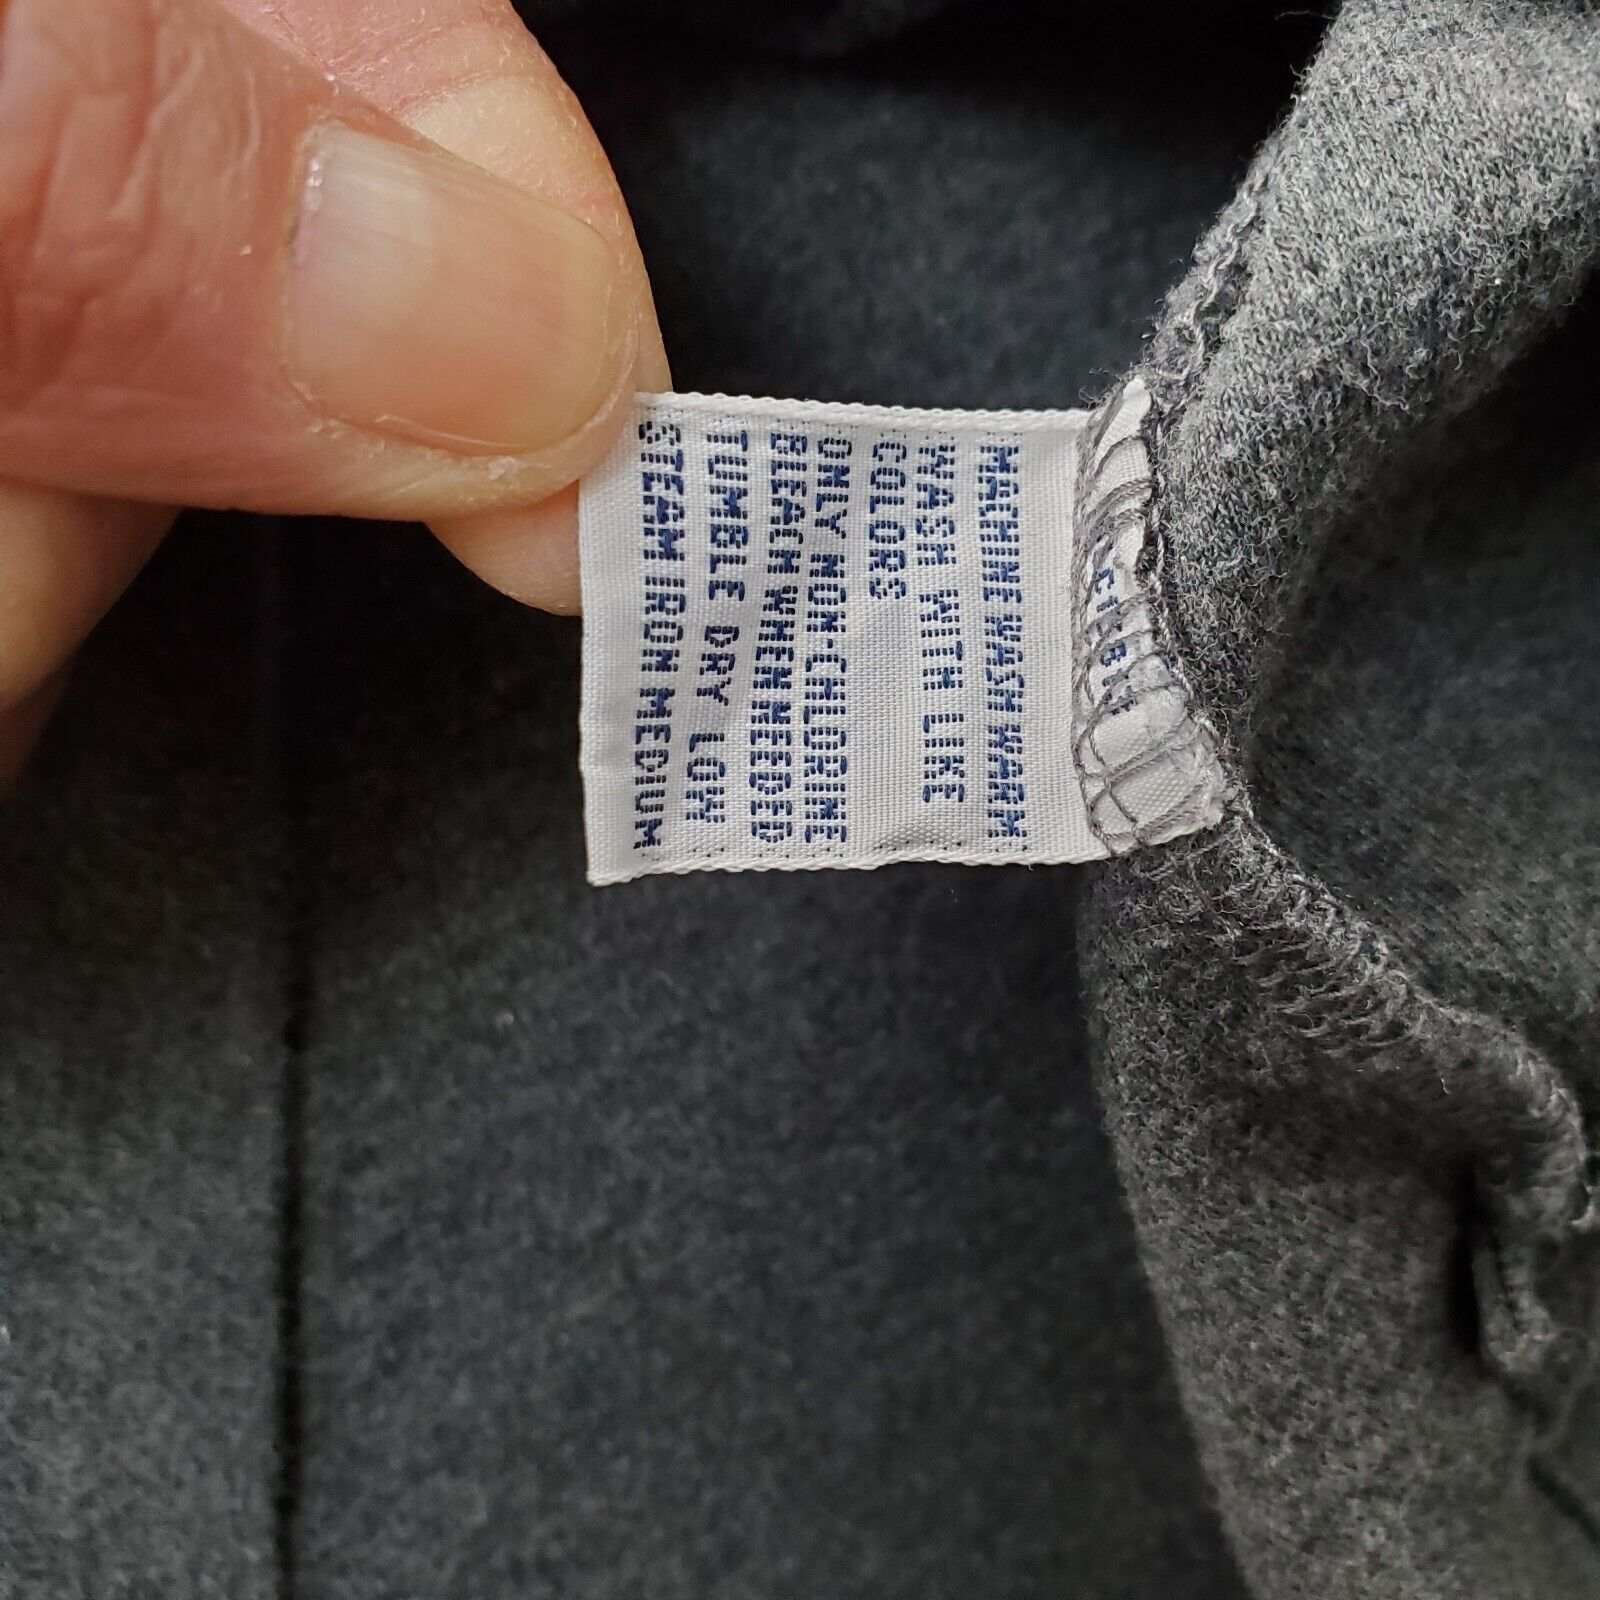 MACHINE WASH WARM
WASH WITH LIKE
COLORS
ONLY NON-CHLORINE
BLEACH WHEN NEEDED
TUMBLE DRY LOW
STEAM IRON MEDIUM